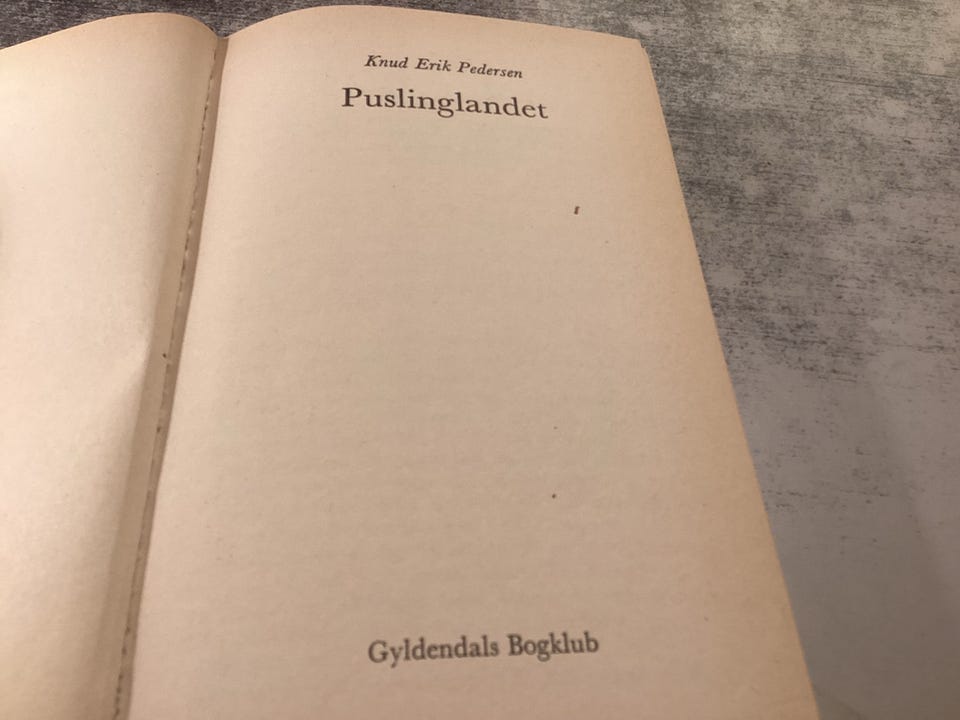 Knud Erik Pedersen
Puslinglandet
Gyldendals Bogklub